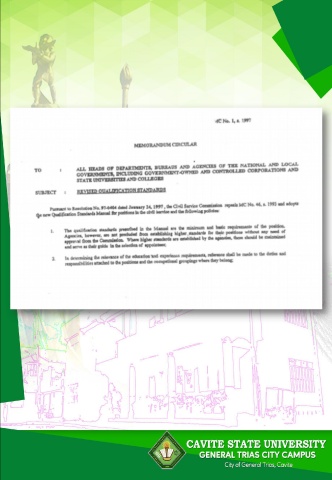 MC No. 1, s. 1997
MEMORANDUM CIRCULAR
TO : ALL HEADS OF DEPARTMENTS, BUREAUS AND AGENCIES OF THE NATIONAL AND LOCAL
GOVERNMENTS, INCLUDING GOVERNMENT-OWNED AND CONTROLLED CORPORATIONS AND
STATE UNIVERSITIES AND COLLEGES
SUBJECT : REVISED QUALIFICATION STANDARDS
Pursuant to Resolution No. dated January 24, 1997, the Civil Service Commission repeals MC No. s. and adopts
the new Qualification Standards Manual for positions in the civil service and the following policies:
1. The qualification standards prescribed in the Manual are the minimum and basic requirements of the position.
Agencies, however, are not precluded from establishing higher standards for their positions without any need of
approval from the Commission. Where higher standards are established by the agencies, these should be
and serve as their guide in the selection of appointees.
2. In determining the relevance of the education and experience requirements, reference shall be made to the duties and
responsibilities attached to the positions and the occupational groupings where they belong.
CAVITE STATE UNIVERSITY
GENERAL TRIAS CITY CAMPUS
City of General Trias, Cavite